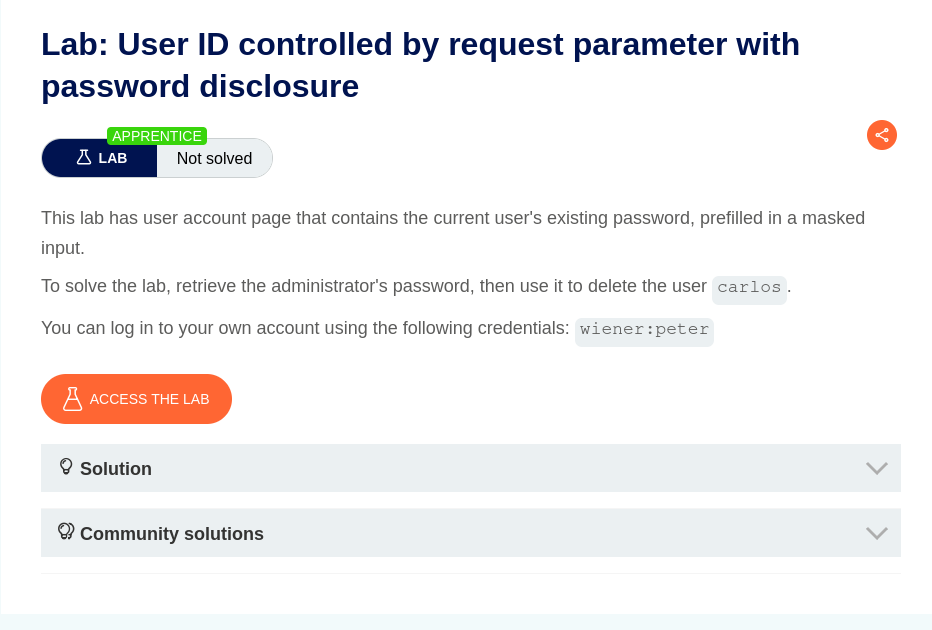 Lab: User ID controlled by request parameter with
password disclosure
APPRENTICE
LAB Not solved
This lab has user account page that contains the current user's existing password, prefilled in a masked
input.
To solve the lab, retrieve the administrator's password, then use it to delete the user carlos.
You can log in to your own account using the following credentials: wiener:peter
ACCESS THE LAB
Solution
Community solutions